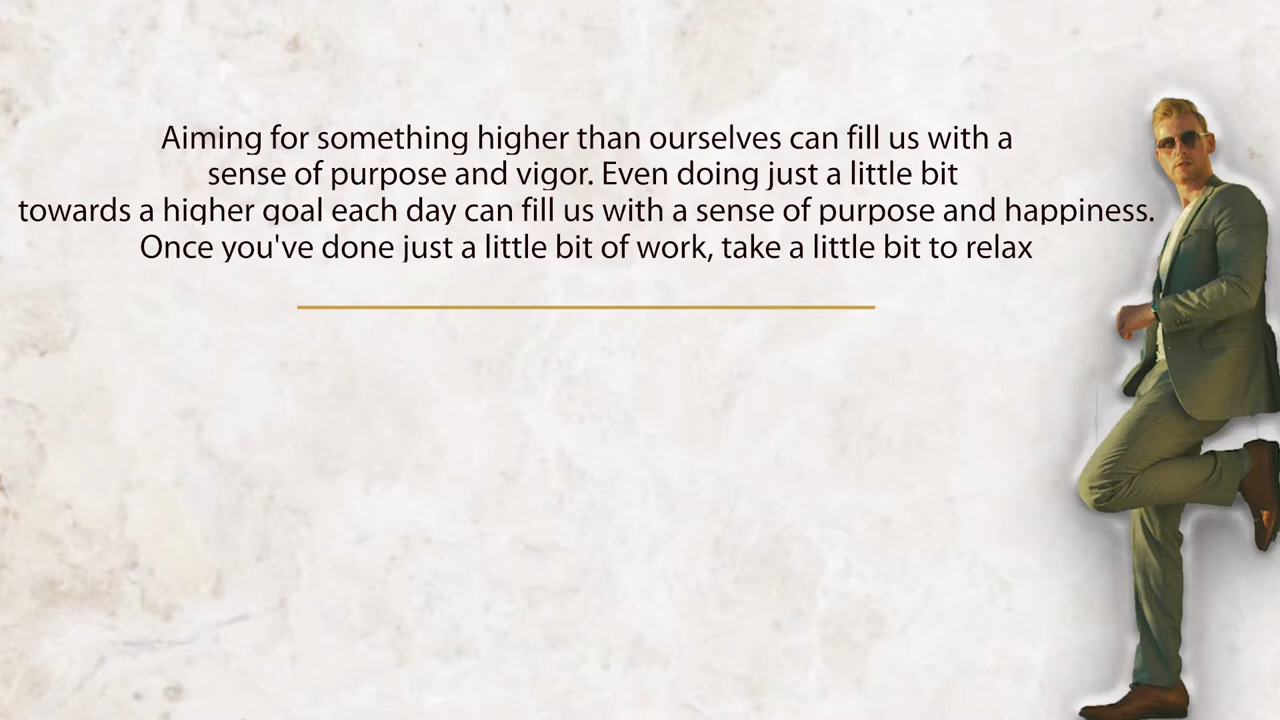 Aiming for something higher than ourselves can fill us with a
sense of purpose and vigor. Even doing just a little bit
towards a higher goal each day can fill us with a sense of purpose and happiness.
Once you've done just a little bit of work, take a little bit to relax